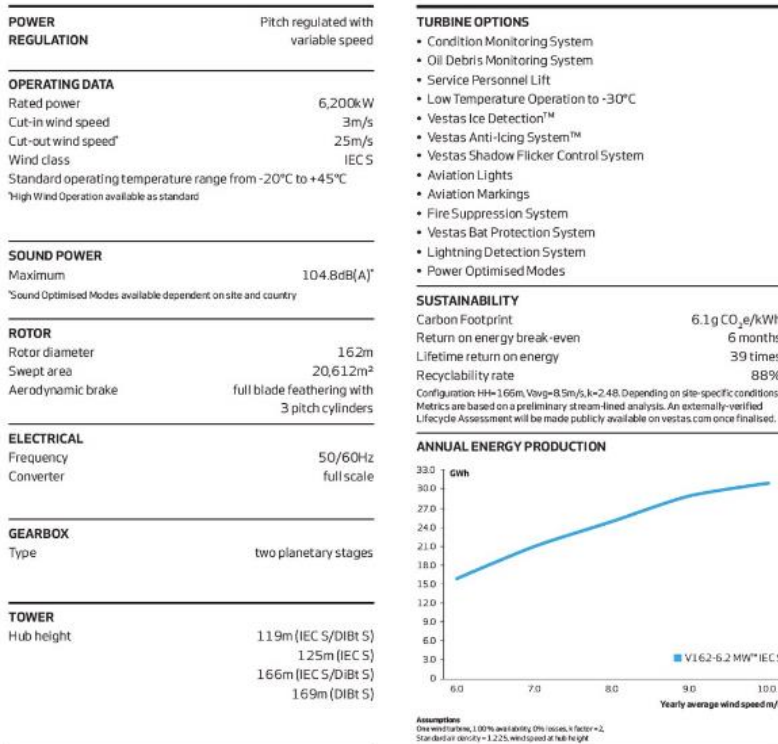 POWER Pitch regulated with
REGULATION variable speed
OPERATING DATA
Rated power 6,200kW
Cut-in wind speed 3m/s
Cut-out wind speed* 25m/s
Wind class IEC S
Standard operating temperature range from -20°C to +45°C
*High Wind Operation available as standard
SOUND POWER
Maximum 104.8dB(A)*
*Sound Optimised Modes available dependent on site and country
ROTOR
Rotor diameter 162m
Swept area 20,612m²
Aerodynamic brake full blade feathering with
3 pitch cylinders
ELECTRICAL
Frequency 50/60Hz
Converter full scale
GEARBOX
Type two planetary stages
TOWER
Hub height 119m (IEC S/DIBt S)
125m (IEC S)
166m (IEC S/DiBt S)
169m (DIBt S)
TURBINE OPTIONS
• Condition Monitoring System
• Oil Debris Monitoring System
• Service Personnel Lift
• Low Temperature Operation to -30°C
• Vestas Ice Detection™
• Vestas Anti-Icing System™
• Vestas Shadow Flicker Control System
• Aviation Lights
• Aviation Markings
• Fire Suppression System
• Vestas Bat Protection System
• Lightning Detection System
• Power Optimised Modes
SUSTAINABILITY
Carbon Footprint 6.1g CO₂e/kWh
Return on energy break-even 6 months
Lifetime return on energy 39 times
Recyclability rate 88%
Configuration: HH=166m, Vavg=8.5m/s, k=2.48. Depending on site-specific conditions
Metrics are based on a preliminary stream-lined analysis. An externally-verified
Lifecycle Assessment will be made publicly available on vestas.com once finalised.
ANNUAL ENERGY PRODUCTION
33.0 GWh
30.0
27.0
24.0
21.0
18.0
15.0
12.0
9.0
6.0
3.0 V162-6.2 MW™ IEC S
0
6.0 7.0 8.0 9.0 10.0
Yearly average wind speed m/
Assumptions
One wind turbine, 100% availability, 0% losses, k factor = 2,
Standard air density = 1.225, wind speed at hub height